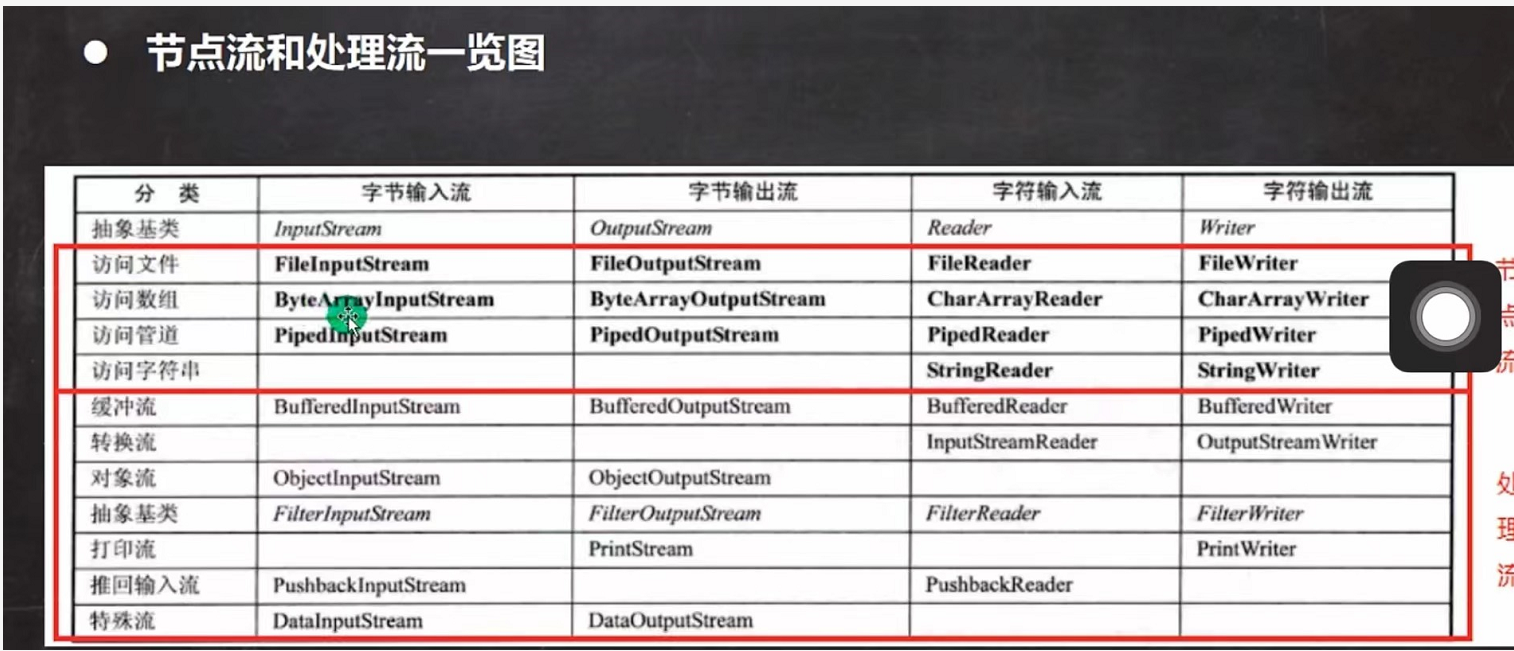 ● 节点流和处理流一览图
分 类 字节输入流 字节输出流 字符输入流 字符输出流
抽象基类 InputStream OutputStream Reader Writer
访问文件 FileInputStream FileOutputStream FileReader FileWriter
访问数组 ByteArrayInputStream ByteArrayOutputStream CharArrayReader CharArrayWriter
访问管道 PipedInputStream PipedOutputStream PipedReader PipedWriter
访问字符串 StringReader StringWriter
缓冲流 BufferedInputStream BufferedOutputStream BufferedReader BufferedWriter
转换流 InputStreamReader OutputStreamWriter
对象流 ObjectInputStream ObjectOutputStream
抽象基类 FilterInputStream FilterOutputStream FilterReader FilterWriter
打印流 PrintStream PrintWriter
推回输入流 PushbackInputStream PushbackReader
特殊流 DataInputStream DataOutputStream
节
点
流
处
理
流